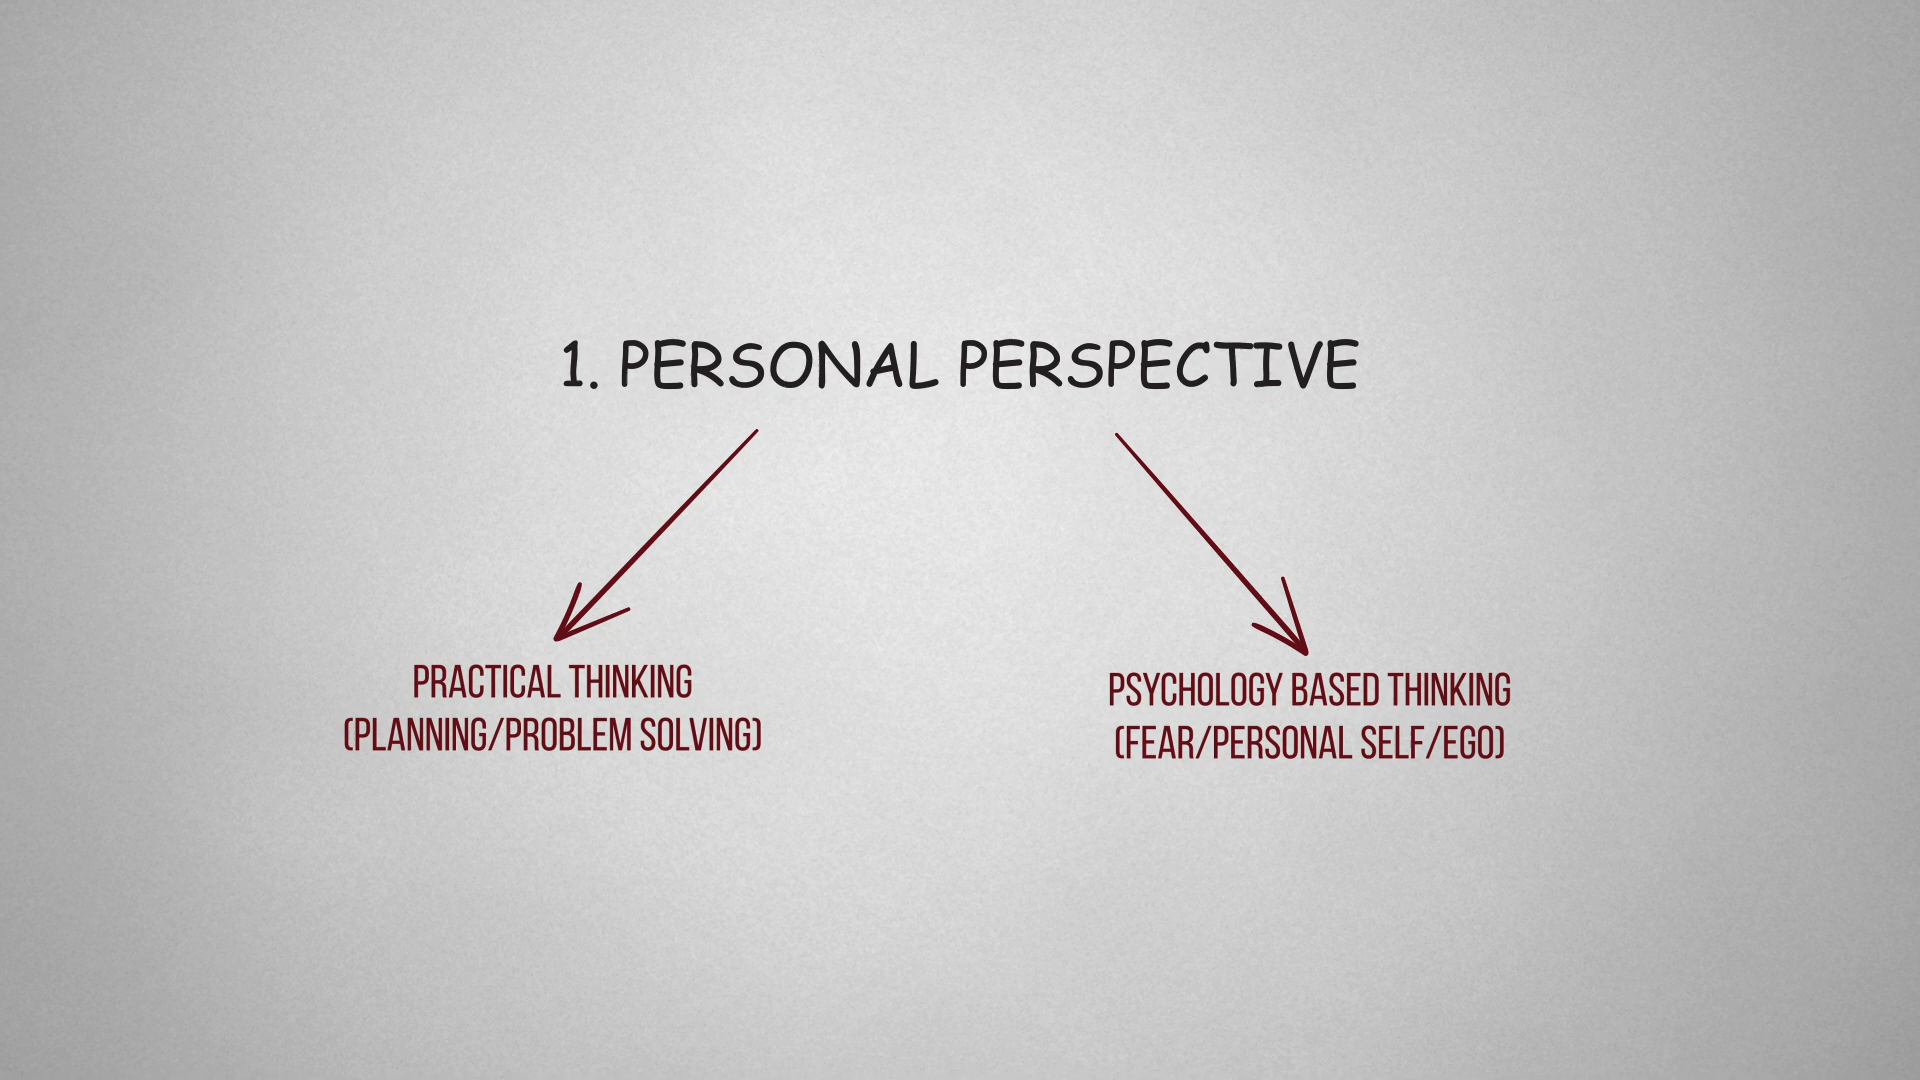 1. PERSONAL PERSPECTIVE
PRACTICAL THINKING
(PLANNING/PROBLEM SOLVING)
PSYCHOLOGY BASED THINKING
(FEAR/PERSONAL SELF/EGO)